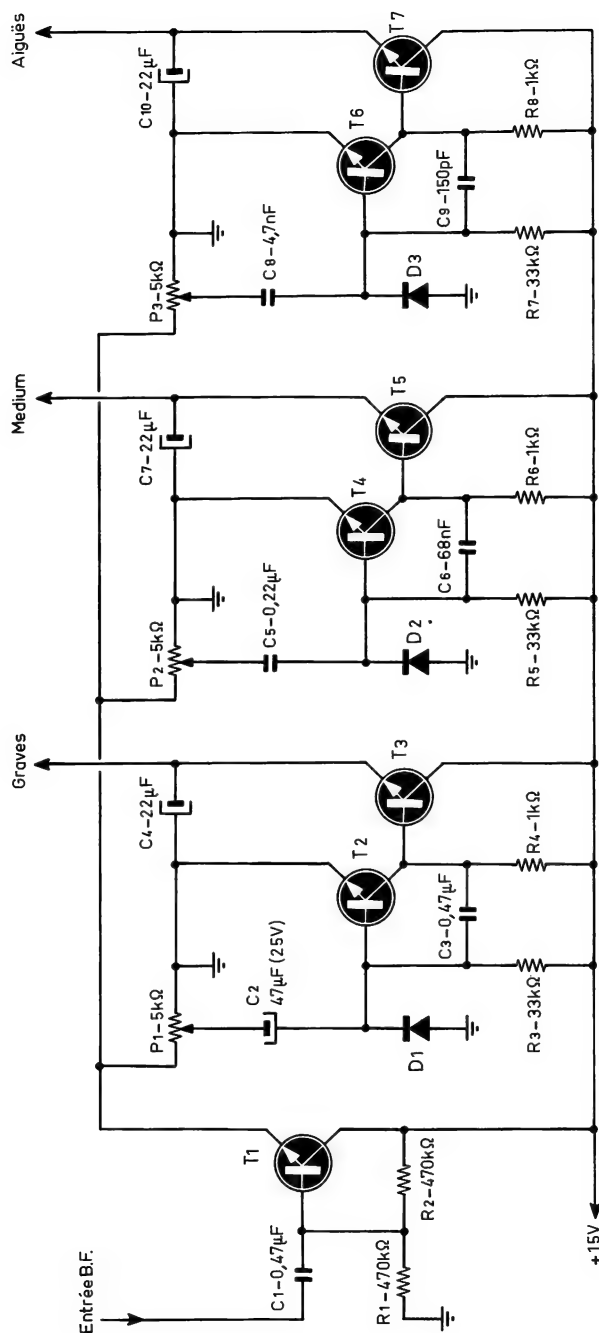 Entrée B.F.
C1-0,47µF
R1-470kΩ
R2-470kΩ
T1
+15V
Graves
P1-5kΩ
C2
47µF (25V)
C4-22µF
D1
T2
T3
C3-0,47µF
R3-33kΩ
R4-1kΩ
Medium
P2-5kΩ
C5-0,22µF
C7-22µF
D2
T4
T5
C6-68nF
R5-33kΩ
R6-1kΩ
Aiguës
P3-5kΩ
C8-4,7nF
C10-22µF
D3
T6
T7
C9-150pF
R7-33kΩ
R8-1kΩ